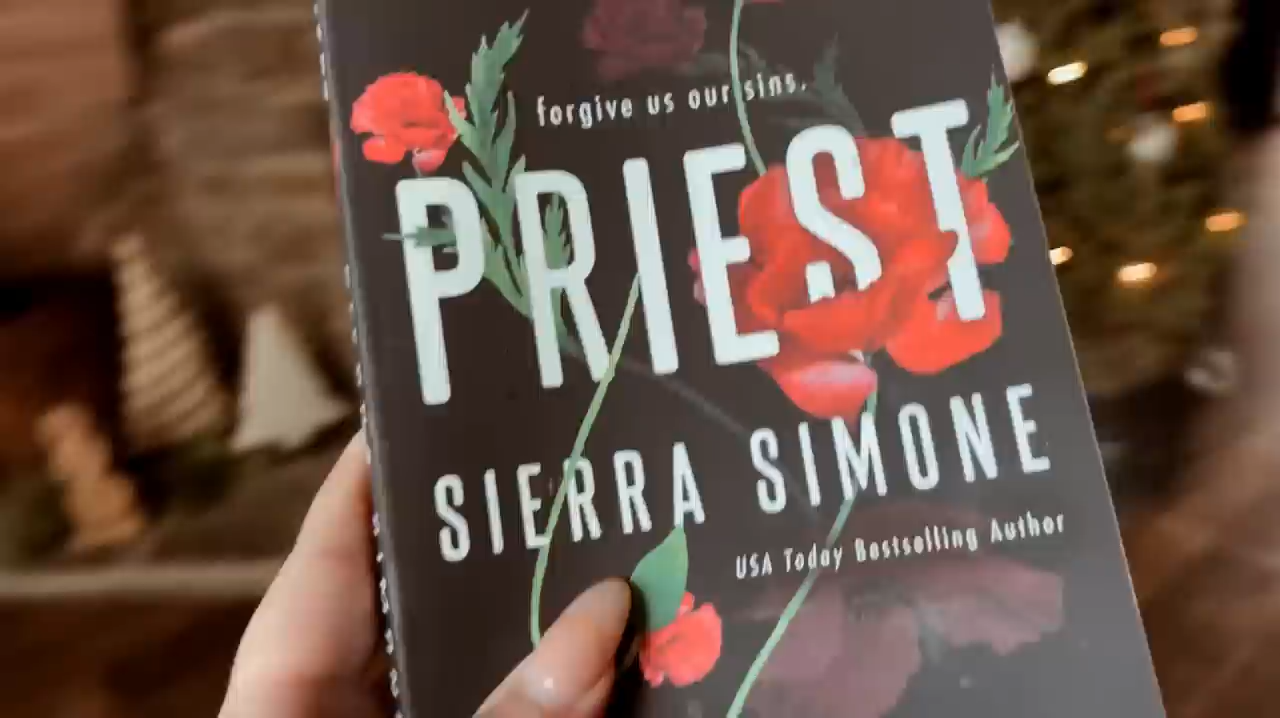 forgive us our sins.
PRIEST
SIERRA SIMONE
USA Today Bestselling Author